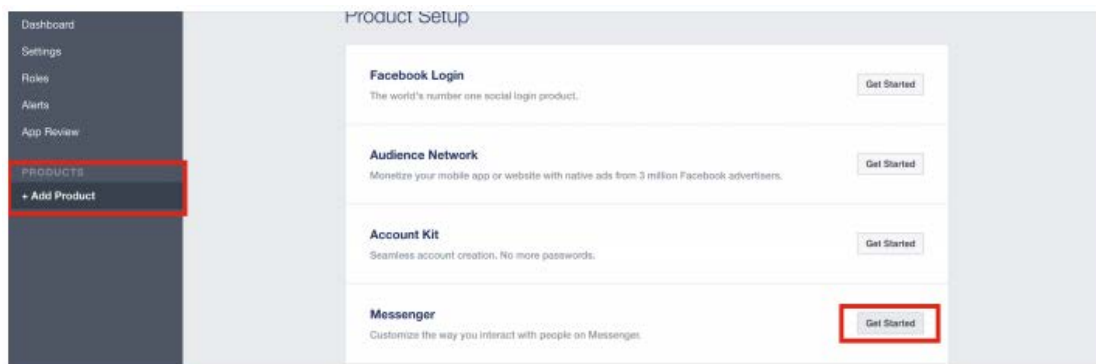 Dashboard
Settings
Roles
Alerts
App Review
PRODUCTS
+ Add Product
Product Setup
Facebook Login
The world's number one social login product.
Get Started
Audience Network
Monetize your mobile app or website with native ads from 3 million Facebook advertisers.
Get Started
Account Kit
Seamless account creation. No more passwords.
Get Started
Messenger
Customize the way you interact with people on Messenger.
Get Started